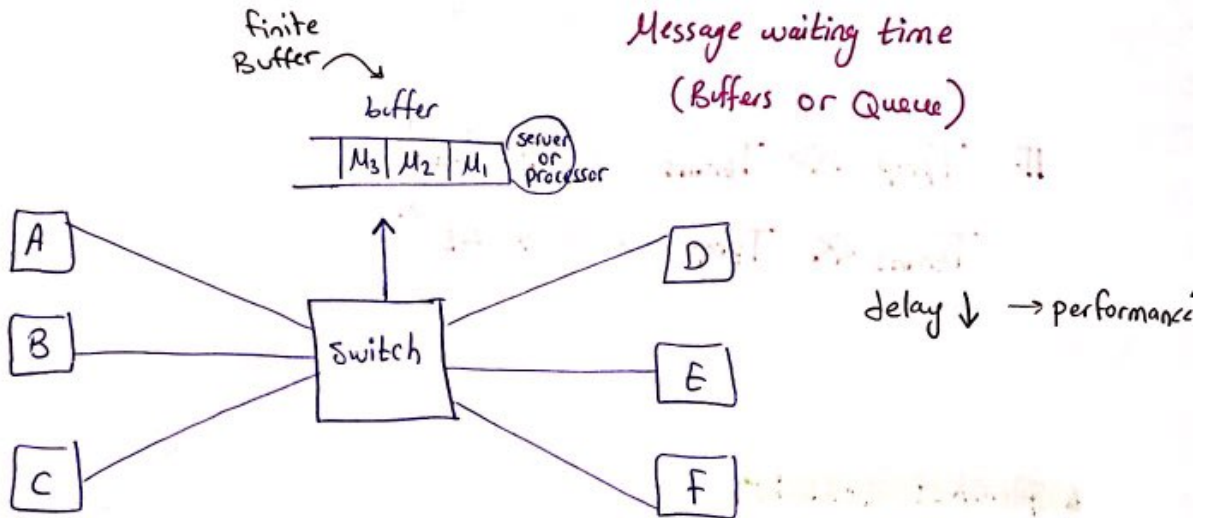 finite
Buffer
Message waiting time
(Buffers or Queue)
buffer
M3 M2 M1
server
or
processor
A
D
delay ↓ → performance
B
Switch
E
C
F